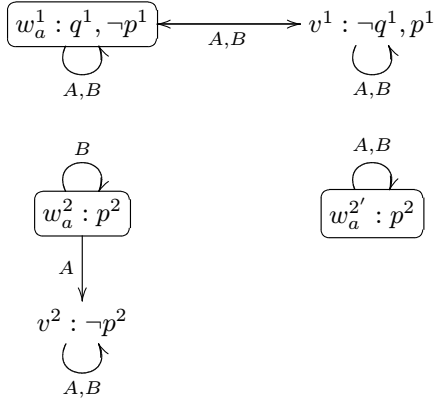 w_a^1 : q^1, ¬p^1
A,B
v^1 : ¬q^1, p^1
A,B
A,B
B
A,B
w_a^2 : p^2
w_a^{2'} : p^2
A
v^2 : ¬p^2
A,B